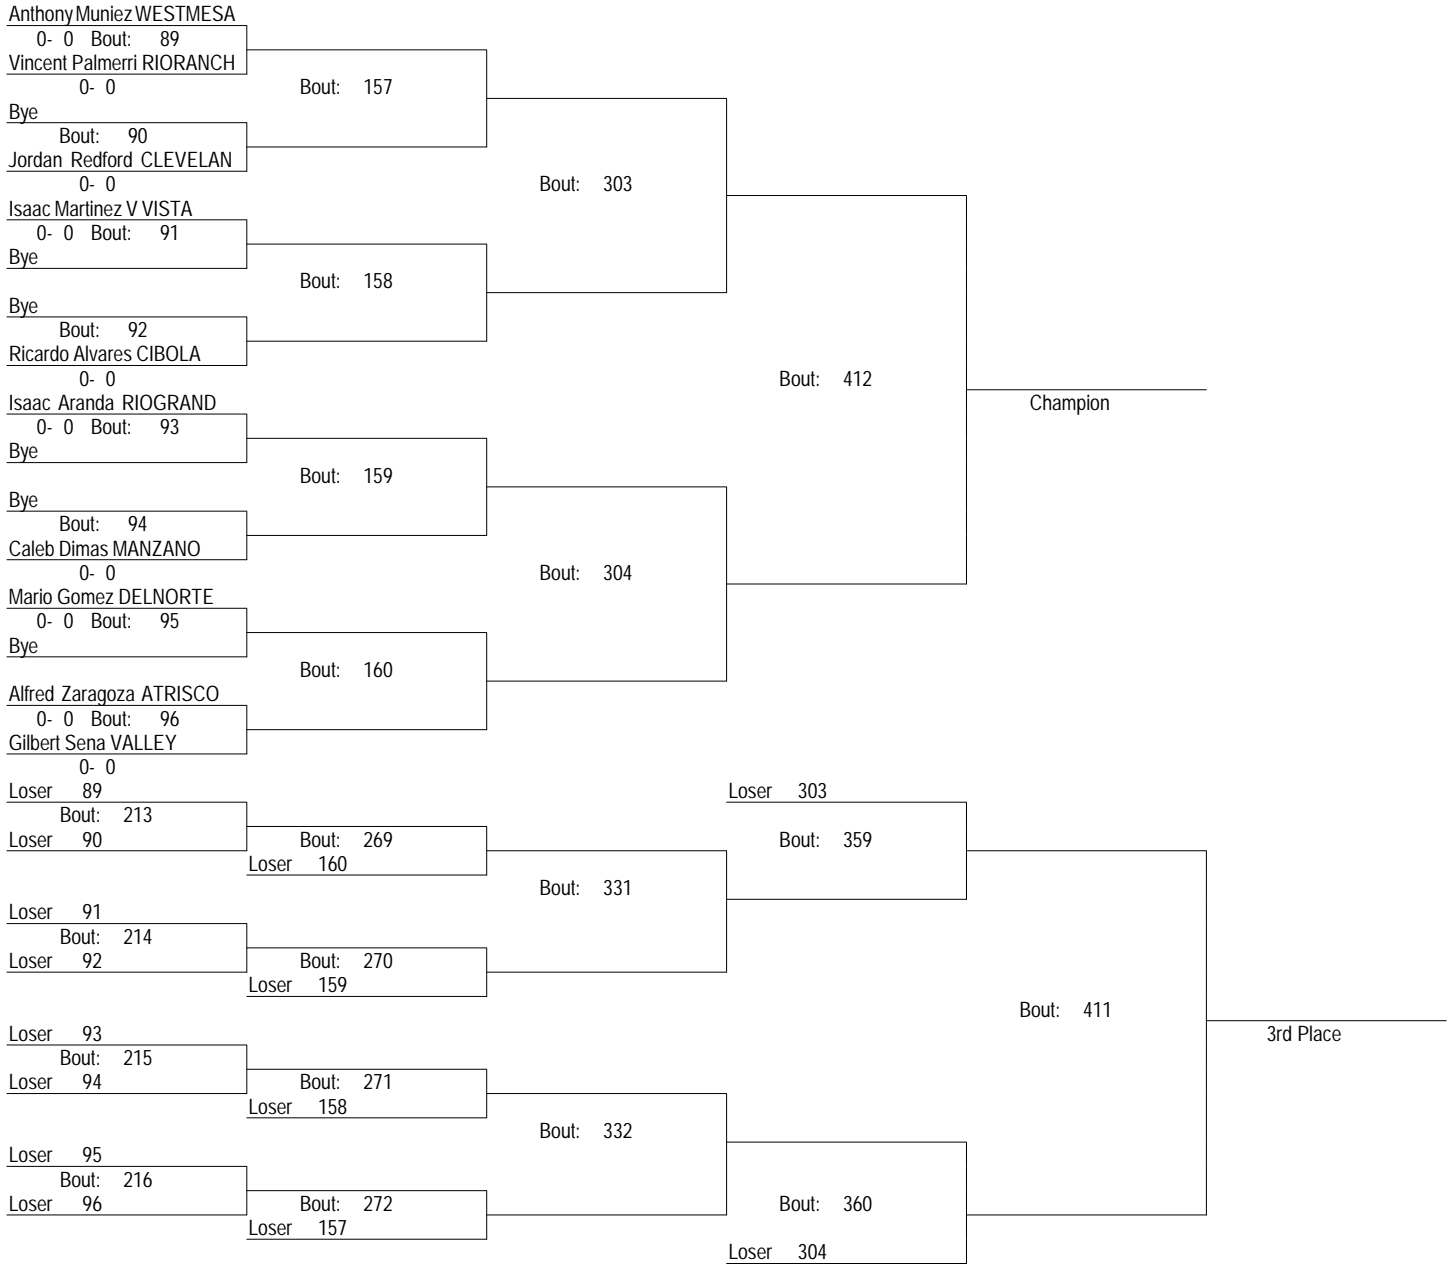 Anthony Muniez WESTMESA
0- 0 Bout: 89
Vincent Palmerri RIORANCH
0- 0
Bout: 157
Bye
Bout: 90
Jordan Redford CLEVELAN
0- 0
Bout: 303
Isaac Martinez V VISTA
0- 0 Bout: 91
Bye
Bout: 158
Bye
Bout: 92
Ricardo Alvares CIBOLA
0- 0
Bout: 412
Champion
Isaac Aranda RIOGRAND
0- 0 Bout: 93
Bye
Bout: 159
Bye
Bout: 94
Caleb Dimas MANZANO
0- 0
Bout: 304
Mario Gomez DELNORTE
0- 0 Bout: 95
Bye
Bout: 160
Alfred Zaragoza ATRISCO
0- 0 Bout: 96
Gilbert Sena VALLEY
0- 0
Loser 89
Bout: 213
Loser 90
Bout: 269
Loser 160
Loser 303
Bout: 359
Bout: 331
Loser 91
Bout: 214
Loser 92
Bout: 270
Loser 159
Bout: 411
3rd Place
Loser 93
Bout: 215
Loser 94
Bout: 271
Loser 158
Bout: 332
Loser 95
Bout: 216
Loser 96
Bout: 272
Loser 157
Bout: 360
Loser 304